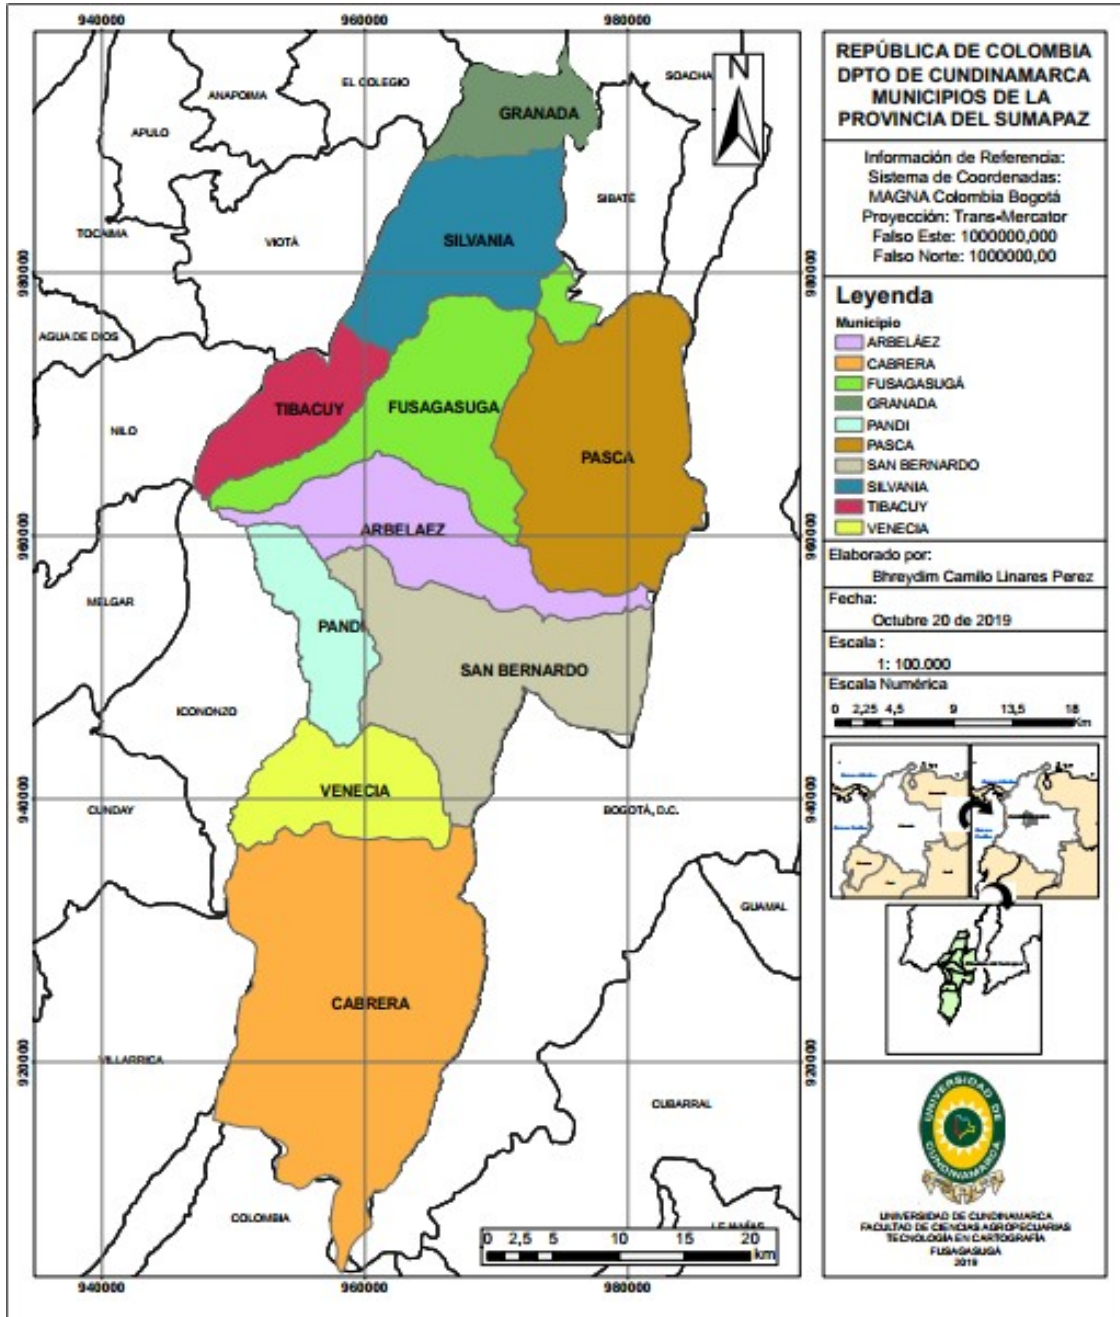 940000
960000
980000
EL COLEGIO
SOACHA
N
ANAPOIMA
GRANADA
APULO
SIBATÉ
TOCAIMA
VIOTÁ
SILVANIA
980000
980000
AGUA DE DIOS
TIBACUY
FUSAGASUGA
NILO
PASCA
ARBELAEZ
960000
960000
MELGAR
PANDI
SAN BERNARDO
ICONONZO
VENECIA
CUNDAY
BOGOTÁ, D.C.
940000
940000
GUAMAL
CABRERA
VILLARRICA
920000
920000
CUBARRAL
COLOMBIA
0 2,5 5 10 15 20
km
940000
960000
980000
REPÚBLICA DE COLOMBIA
DPTO DE CUNDINAMARCA
MUNICIPIOS DE LA
PROVINCIA DEL SUMAPAZ
Información de Referencia:
Sistema de Coordenadas:
MAGNA Colombia Bogotá
Proyección: Trans-Mercator
Falso Este: 1000000,000
Falso Norte: 1000000,00
Leyenda
Municipio
ARBELÁEZ
CABRERA
FUSAGASUGÁ
GRANADA
PANDI
PASCA
SAN BERNARDO
SILVANIA
TIBACUY
VENECIA
Elaborado por:
Bhreydim Camilo Linares Perez
Fecha:
Octubre 20 de 2019
Escala :
1: 100.000
Escala Numérica
0 2,25 4,5 9 13,5 18
Km
UNIVERSIDAD DE
CUNDINAMARCA
UNIVERSIDAD DE CUNDINAMARCA
FACULTAD DE CIENCIAS AGROPECUARIAS
TECNOLOGÍA EN CARTOGRAFÍA
FUSAGASUGÁ
2019